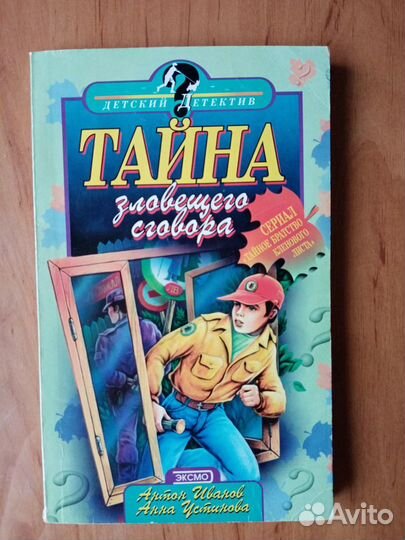 ДЕТСКИЙ ДЕТЕКТИВ
ТАЙНА
зловещего
сговора
СЕРИАЛ
«ТАЙНОЕ БРАТСТВО
КЛЕНОВОГО
ЛИСТА»
ЭКСМО
Антон Иванов
Анна Устинова
Avito